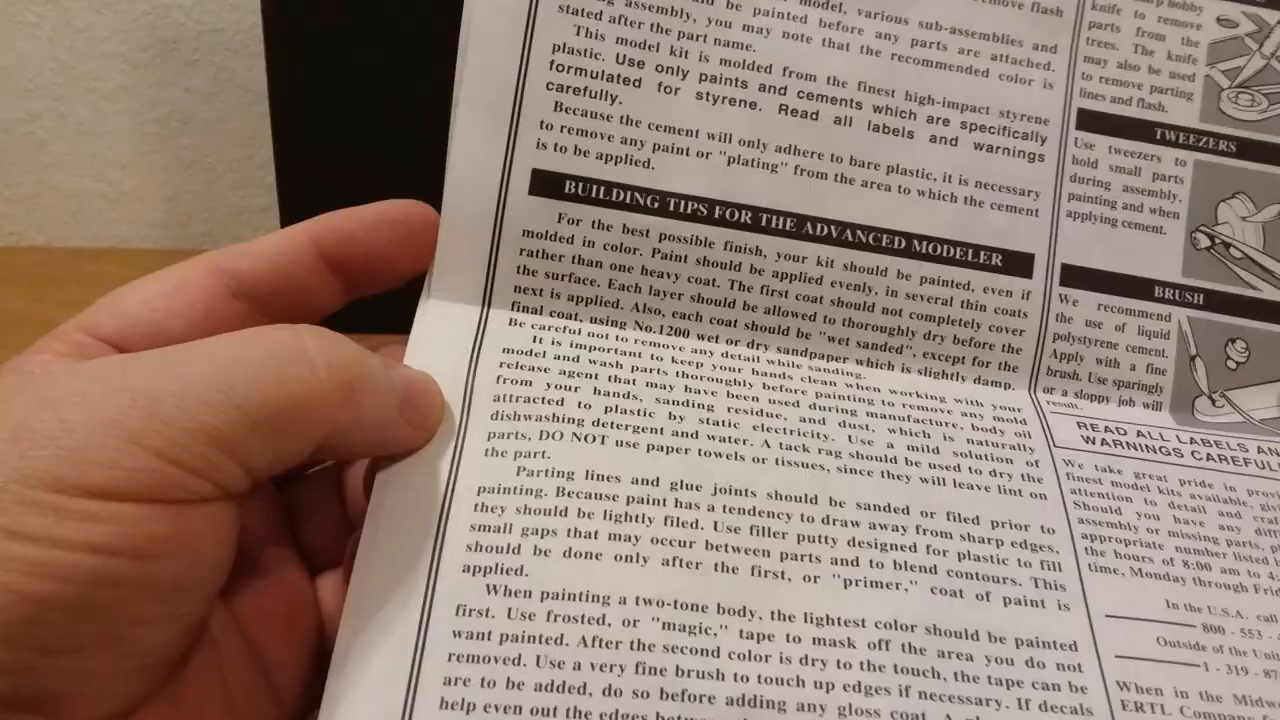 model, various sub-assemblies and
be painted before any parts are attached.
assembly, you may note that the recommended color is
stated after the part name.
This model kit is molded from the finest high-impact styrene
plastic. Use only paints and cements which are specifically
formulated for styrene. Read all labels and warnings
carefully.
Because the cement will only adhere to bare plastic, it is necessary
to remove any paint or "plating" from the area to which the cement
is to be applied.
BUILDING TIPS FOR THE ADVANCED MODELER
For the best possible finish, your kit should be painted, even if
molded in color. Paint should be applied evenly, in several thin coats
rather than one heavy coat. The first coat should not completely cover
the surface. Each layer should be allowed to thoroughly dry before the
next is applied. Also, each coat should be "wet sanded", except for the
final coat, using No.1200 wet or dry sandpaper which is slightly damp.
Be careful not to remove any detail while sanding.
It is important to keep your hands clean when working with your
model and wash parts thoroughly before painting to remove any mold
release agent that may have been used during manufacture, body oil
from your hands, sanding residue, and dust, which is naturally
attracted to plastic by static electricity. Use a mild solution of
dishwashing detergent and water. A tack rag should be used to dry the
parts, DO NOT use paper towels or tissues, since they will leave lint on
the part.
Parting lines and glue joints should be sanded or filed prior to
painting. Because paint has a tendency to draw away from sharp edges,
they should be lightly filed. Use filler putty designed for plastic to fill
small gaps that may occur between parts and to blend contours. This
should be done only after the first, or "primer," coat of paint is
applied.
When painting a two-tone body, the lightest color should be painted
first. Use frosted, or "magic," tape to mask off the area you do not
want painted. After the second color is dry to the touch, the tape can be
removed. Use a very fine brush to touch up edges if necessary. If decals
are to be added, do so before adding any gloss coat. A
help even out the edges
hobby
knife to remove
parts from the
trees. The knife
may also be used
to remove parting
lines and flash.
TWEEZERS
Use tweezers to
hold small parts
during assembly,
painting and when
applying cement.
BRUSH
We recommend
the use of liquid
polystyrene cement.
Apply with a fine
brush. Use sparingly
or a sloppy job will
result.
READ ALL LABELS
WARNINGS
We take great pride in
finest model kits available,
attention to detail and
Should you have any
assembly or missing parts,
appropriate number listed
the hours of 8:00 am to
time, Monday through
In the U.S.A. call
800 - 553 -
Outside of the
1 - 319 -
When in the
ERTL